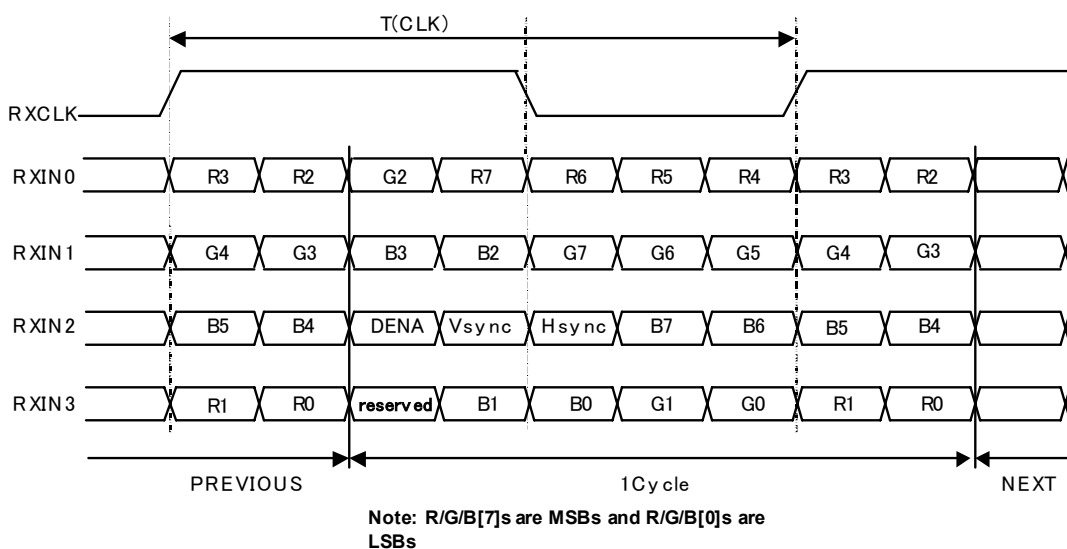 T(CLK)
RXCLK
RXIN0 R3 R2 G2 R7 R6 R5 R4 R3 R2
RXIN1 G4 G3 B3 B2 G7 G6 G5 G4 G3
RXIN2 B5 B4 DENA Vsync Hsync B7 B6 B5 B4
RXIN3 R1 R0 reserved B1 B0 G1 G0 R1 R0
PREVIOUS 1Cycle NEXT
Note: R/G/B[7]s are MSBs and R/G/B[0]s are
LSBs